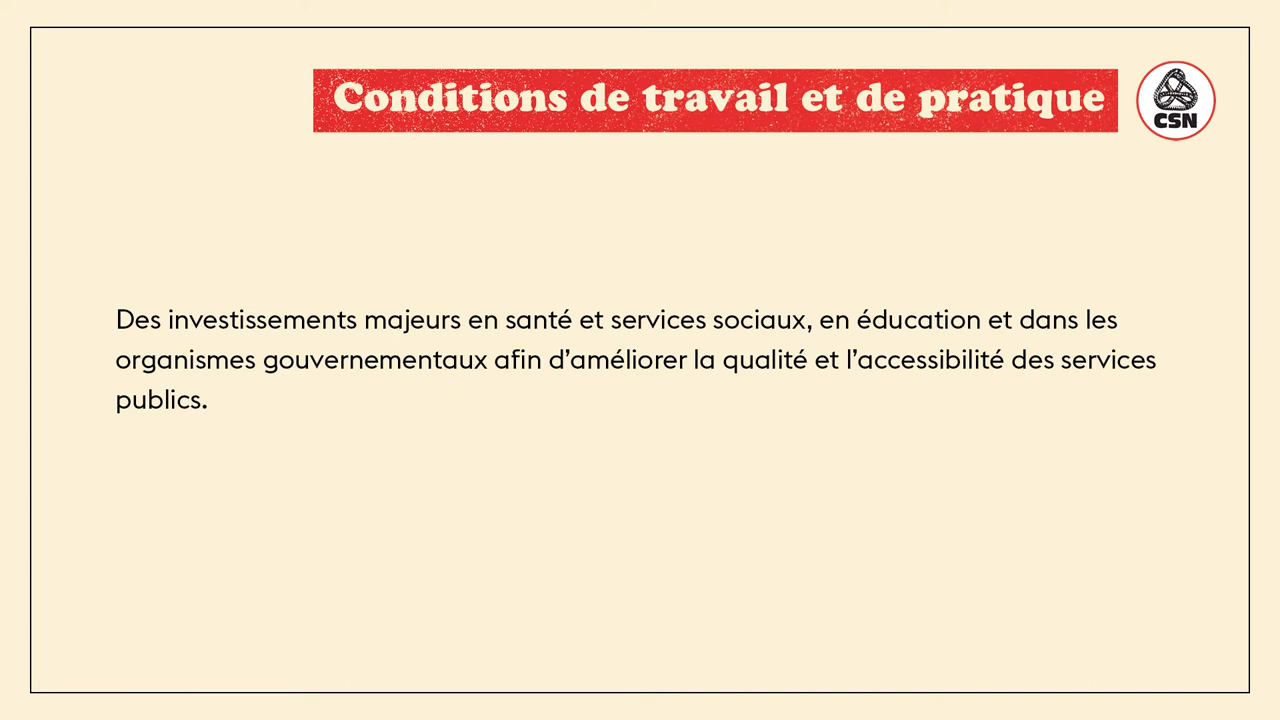 Conditions de travail et de pratique
CSN
Des investissements majeurs en santé et services sociaux, en éducation et dans les
organismes gouvernementaux afin d’améliorer la qualité et l’accessibilité des services
publics.